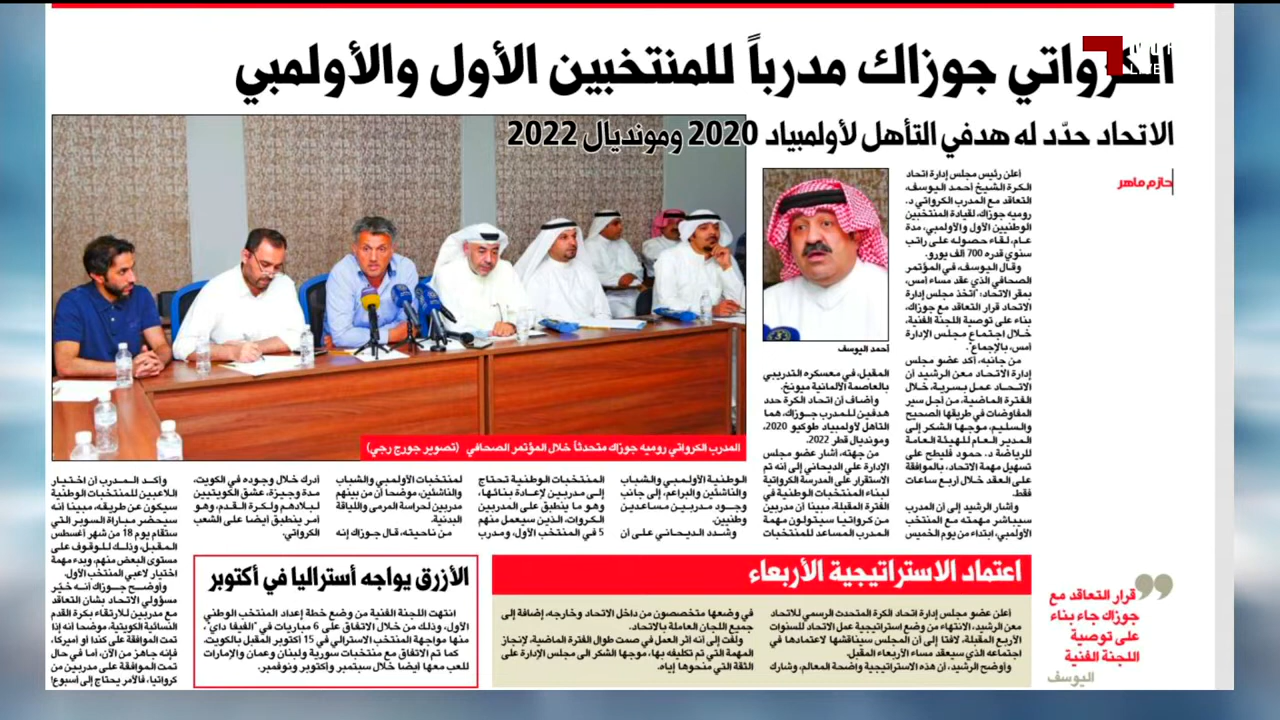 الكرواتي جوزاك مدرباً للمنتخبين الأول والأولمبي
LIVE
الاتحاد حدّد له هدفي التأهل لأولمبياد 2020 ومونديال 2022
حازم ماهر
أعلن رئيس مجلس إدارة اتحاد
الكرة الشيخ أحمد اليوسف،
التعاقد مع المدرب الكرواتي د.
روميه جوزاك، لقيادة المنتخبين
الوطنيين الأول والأولمبي، مدة
عام، لقاء حصوله على راتب
سنوي قدره 700 ألف يورو.
وقال اليوسف، في المؤتمر
الصحافي الذي عقد مساء أمس،
بمقر الاتحاد: "اتخذ مجلس إدارة
الاتحاد قرار التعاقد مع جوزاك،
بناء على توصية اللجنة الفنية،
خلال اجتماع مجلس الإدارة
أمس، بالإجماع".
من جانبه، أكد عضو مجلس
إدارة الاتحاد معن الرشيد أن
الاتحاد عمل بسرية، خلال
الفترة الماضية، من أجل سير
المفاوضات في طريقها الصحيح
والسليم، موجها الشكر إلى
المدير العام للهيئة العامة
للرياضة د. حمود فليطح على
تسهيل مهمة الاتحاد، بالموافقة
على العقد خلال أربع ساعات
فقط.
وأشار الرشيد إلى أن المدرب
سيباشر مهمته مع المنتخب
الأولمبي، ابتداء من يوم الخميس
أحمد اليوسف
المقبل، في معسكره التدريبي
بالعاصمة الألمانية ميونخ.
وأضاف أن اتحاد الكرة حدد
هدفين للمدرب جوزاك، هما
التأهل لأولمبياد طوكيو 2020،
ومونديال قطر 2022.
من جهته، أشار عضو مجلس
الإدارة علي الديحاني إلى أنه تم
الاستقرار على المدرسة الكرواتية
لبناء المنتخبات الوطنية في
الفترة المقبلة، مبينا أن مدربين
من كرواتيا سيتولون مهمة
المدرب المساعد للمنتخبات
المدرب الكرواتي روميه جوزاك متحدثاً خلال المؤتمر الصحافي (تصوير جورج رجي)
الوطنية الأولمبي والشباب
والناشئين والبراعم، إلى جانب
وجود مدربين مساعدين
وطنيين.
وشدد الديحاني على أن
المنتخبات الوطنية تحتاج
إلى مدربين لإعادة بنائها،
وهو ما ينطبق على المدربين
الكروات، الذين سيعمل منهم
5 في المنتخب الأول، ومدرب
لمنتخبات الأولمبي والشباب
والناشئين، موضحا أن من بينهم
مدربين لحراسة المرمى واللياقة
البدنية.
من ناحيته، قال جوزاك إنه
أدرك خلال وجوده في الكويت،
مدة وجيزة، عشق الكويتيين
لبلادهم ولكرة القدم، وهو
أمر ينطبق أيضا على الشعب
الكرواتي.
وأكد المدرب أن اختيار
اللاعبين للمنتخبات الوطنية
سيكون عن طريقه، مبينا أنه
سيحضر مباراة السوبر التي
ستقام يوم 18 من شهر أغسطس
المقبل، وذلك للوقوف على
مستوى البعض منهم، وبدء مهمة
اختيار لاعبي المنتخب الأول.
وأوضح جوزاك أنه خيّر
مسؤولي الاتحاد بشأن التعاقد
مع مدربين للارتقاء بكرة القدم
النسائية الكويتية، موضحا أنه إذا
تمت الموافقة على كندا أو أميركا،
فإنه جاهز من الآن، أما في حال
تمت الموافقة على مدربين من
كرواتيا، فالأمر يحتاج إلى أسبوع!
قرار التعاقد مع
جوزاك جاء بناء
على توصية
اللجنة الفنية
اليوسف
اعتماد الاستراتيجية الأربعاء
أعلن عضو مجلس إدارة اتحاد الكرة المتحدث الرسمي للاتحاد
معن الرشيد، الانتهاء من وضع استراتيجية عمل الاتحاد للسنوات
الأربع المقبلة، لافتا إلى أن المجلس سيناقشها لاعتمادها في
اجتماعه الذي سيعقد مساء الأربعاء المقبل.
وأوضح الرشيد، أن هذه الاستراتيجية واضحة المعالم، وشارك
في وضعها متخصصون من داخل الاتحاد وخارجه، إضافة إلى
جميع اللجان العاملة بالاتحاد.
ولفت إلى أنه آثر العمل في صمت طوال الفترة الماضية، لإنجاز
المهمة التي تم تكليفه بها، موجها الشكر الى مجلس الإدارة على
الثقة التي منحوها إياه.
الأزرق يواجه أستراليا في أكتوبر
انتهت اللجنة الفنية من وضع خطة إعداد المنتخب الوطني
الأول، وذلك من خلال الاتفاق على 6 مباريات في "الفيفا داي"،
منها مواجهة المنتخب الاسترالي في 15 أكتوبر المقبل بالكويت.
كما تم الاتفاق مع منتخبات سورية ولبنان وعمان والإمارات
للعب معها أيضا خلال سبتمبر وأكتوبر ونوفمبر.